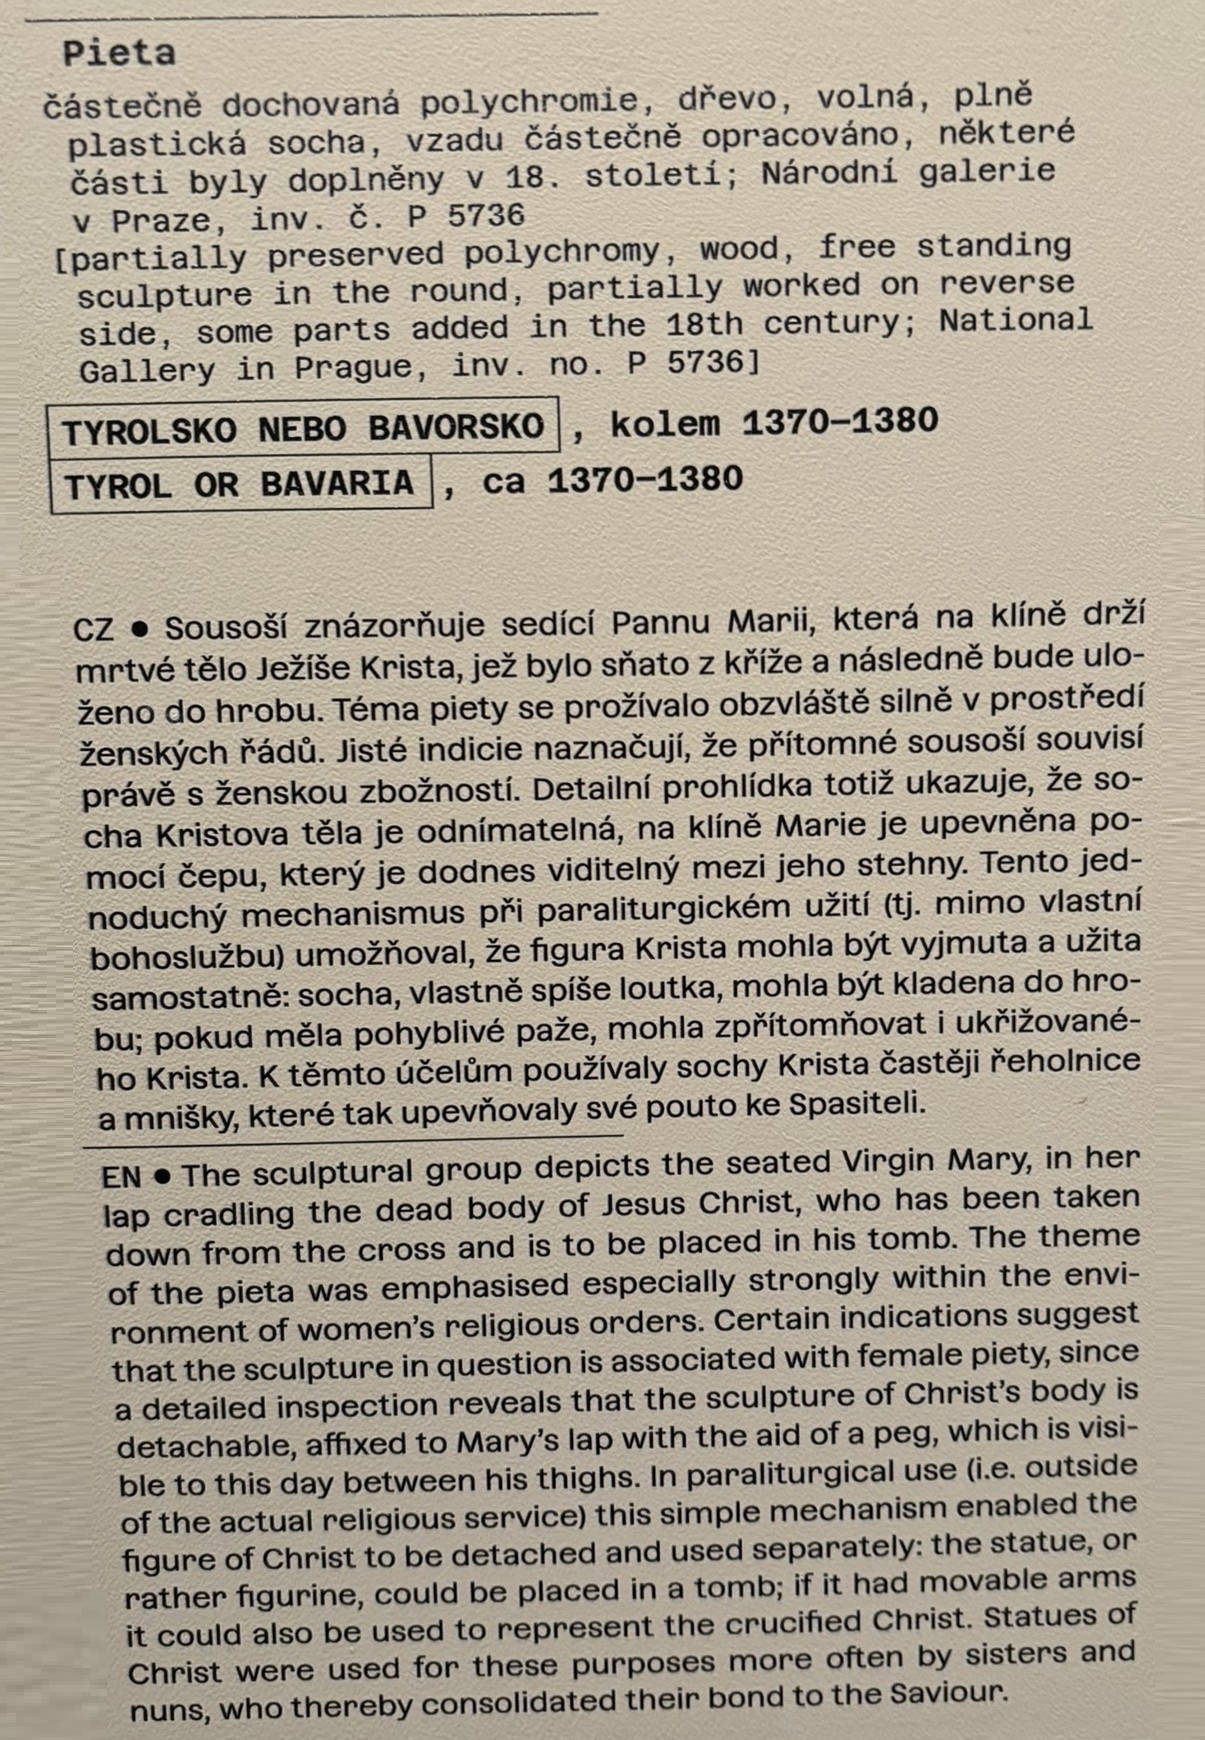 Pieta
částečně dochovaná polychromie, dřevo, volná, plně
plastická socha, vzadu částečně opracováno, některé
části byly doplněny v 18. století; Národní galerie
v Praze, inv. č. P 5736
[partially preserved polychromy, wood, free standing
sculpture in the round, partially worked on reverse
side, some parts added in the 18th century; National
Gallery in Prague, inv. no. P 5736]
TYROLSKO NEBO BAVORSKO, kolem 1370–1380
TYROL OR BAVARIA, ca 1370–1380
CZ ● Sousoší znázorňuje sedící Pannu Marii, která na klíně drží
mrtvé tělo Ježíše Krista, jež bylo sňato z kříže a následně bude ulo-
ženo do hrobu. Téma piety se prožívalo obzvláště silně v prostředí
ženských řádů. Jisté indicie naznačují, že přítomné sousoší souvisí
právě s ženskou zbožností. Detailní prohlídka totiž ukazuje, že so-
cha Kristova těla je odnímatelná, na klíně Marie je upevněna po-
mocí čepu, který je dodnes viditelný mezi jeho stehny. Tento jed-
noduchý mechanismus při paraliturgickém užití (tj. mimo vlastní
bohoslužbu) umožňoval, že figura Krista mohla být vyjmuta a užita
samostatně: socha, vlastně spíše loutka, mohla být kladena do hro-
bu; pokud měla pohyblivé paže, mohla zpřítomňovat i ukřižované-
ho Krista. K těmto účelům používaly sochy Krista častěji řeholnice
a mnišky, které tak upevňovaly své pouto ke Spasiteli.
EN ● The sculptural group depicts the seated Virgin Mary, in her
lap cradling the dead body of Jesus Christ, who has been taken
down from the cross and is to be placed in his tomb. The theme
of the pieta was emphasised especially strongly within the envi-
ronment of women's religious orders. Certain indications suggest
that the sculpture in question is associated with female piety, since
a detailed inspection reveals that the sculpture of Christ's body is
detachable, affixed to Mary's lap with the aid of a peg, which is visi-
ble to this day between his thighs. In paraliturgical use (i.e. outside
of the actual religious service) this simple mechanism enabled the
figure of Christ to be detached and used separately: the statue, or
rather figurine, could be placed in a tomb; if it had movable arms
it could also be used to represent the crucified Christ. Statues of
Christ were used for these purposes more often by sisters and
nuns, who thereby consolidated their bond to the Saviour.